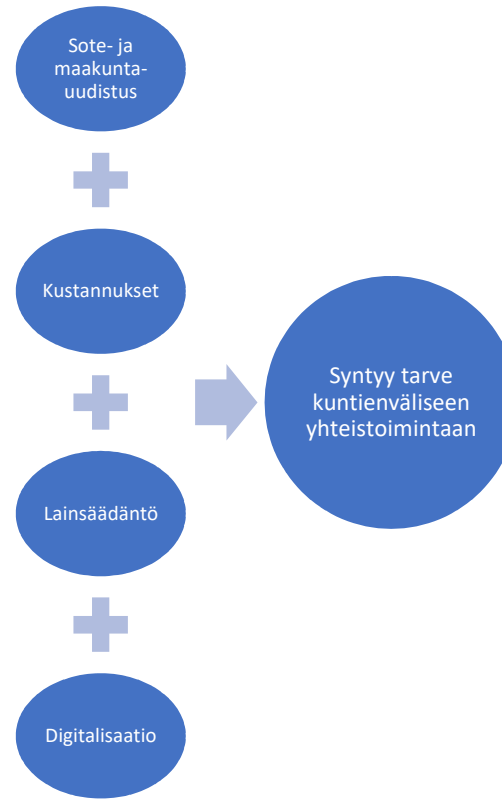 Sote- ja
maakunta-
uudistus
Kustannukset
Lainsäädäntö
Digitalisaatio
Syntyy tarve
kuntienväliseen
yhteistoimintaan